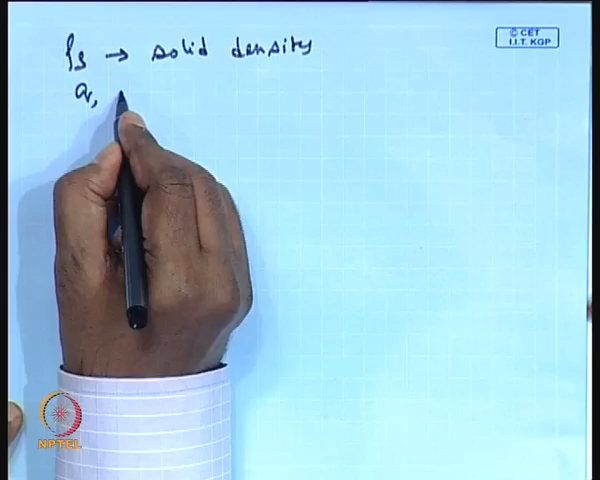 ρs → solid density
a,
© CET
I.I.T. KGP
NPTEL